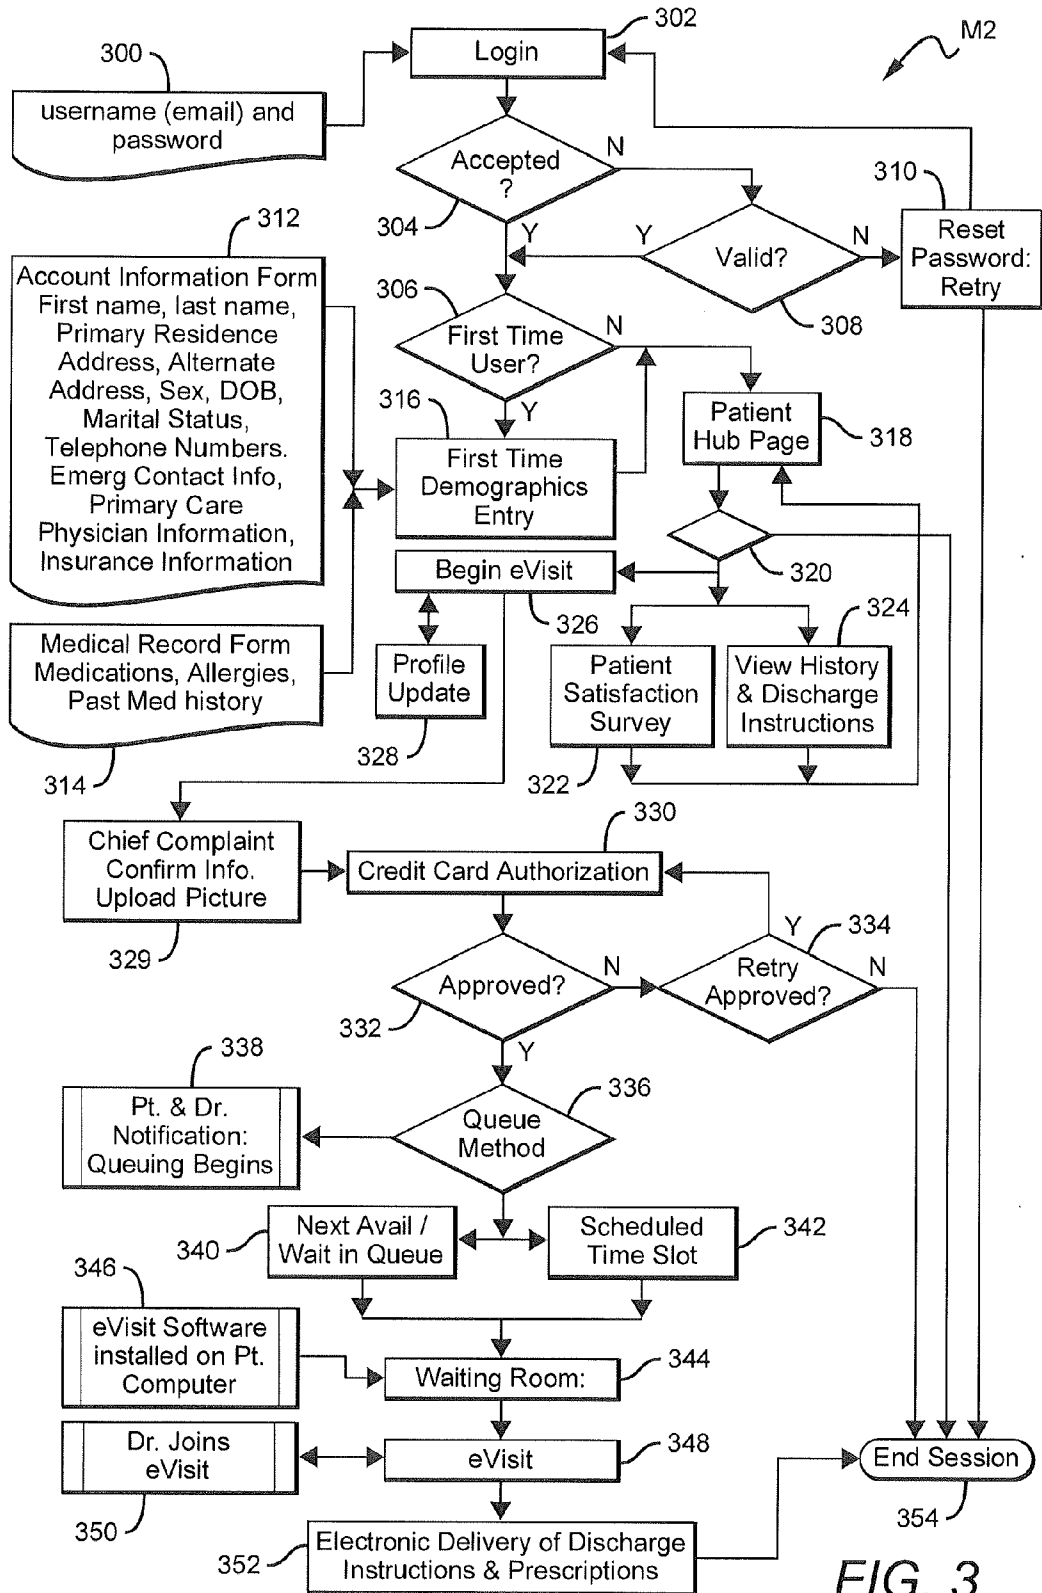 302
M2
300
Login
username (email) and
password
Accepted
?
N
304
Y
310
Reset
Password:
Retry
Y
Valid?
N
308
312
Account Information Form
First name, last name,
Primary Residence
Address, Alternate
Address, Sex, DOB,
Marital Status,
Telephone Numbers.
Emerg Contact Info,
Primary Care
Physician Information,
Insurance Information
306
First Time
User?
N
Y
316
First Time
Demographics
Entry
Patient
Hub Page
318
320
Begin eVisit
326
324
Medical Record Form
Medications, Allergies,
Past Med history
314
Profile
Update
328
Patient
Satisfaction
Survey
322
View History
& Discharge
Instructions
330
Chief Complaint
Confirm Info.
Upload Picture
329
Credit Card Authorization
Y
334
Approved?
N
332
Y
Retry
Approved?
N
338
Pt. & Dr.
Notification:
Queuing Begins
336
Queue
Method
340
Next Avail /
Wait in Queue
Scheduled
Time Slot
342
346
eVisit Software
installed on Pt.
Computer
Waiting Room:
344
Dr. Joins
eVisit
350
eVisit
348
End Session
354
352
Electronic Delivery of Discharge
Instructions & Prescriptions
FIG. 3